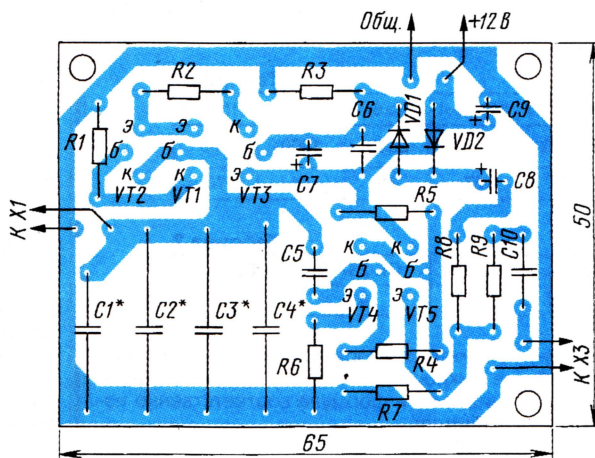 Общ.
+12 В
R2
R3
C6
VD1
C9
R1
э
э
к
б
б
б
VD2
VT2
VT1
э
VT3
C7
C8
50
R5
К X1
C5
к
к
R8
R9
C10
б
б
C1*
C2*
C3*
C4*
э
э
VT4
VT5
R6
R4
R7
К X3
65